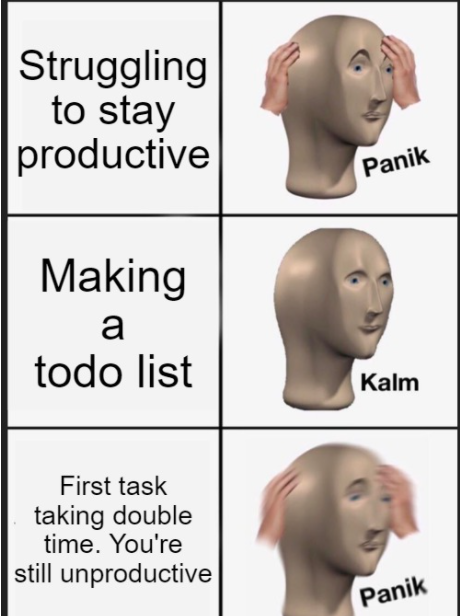 Struggling
to stay
productive
Panik
Making
a
todo list
Kalm
First task
taking double
time. You're
still unproductive
Panik